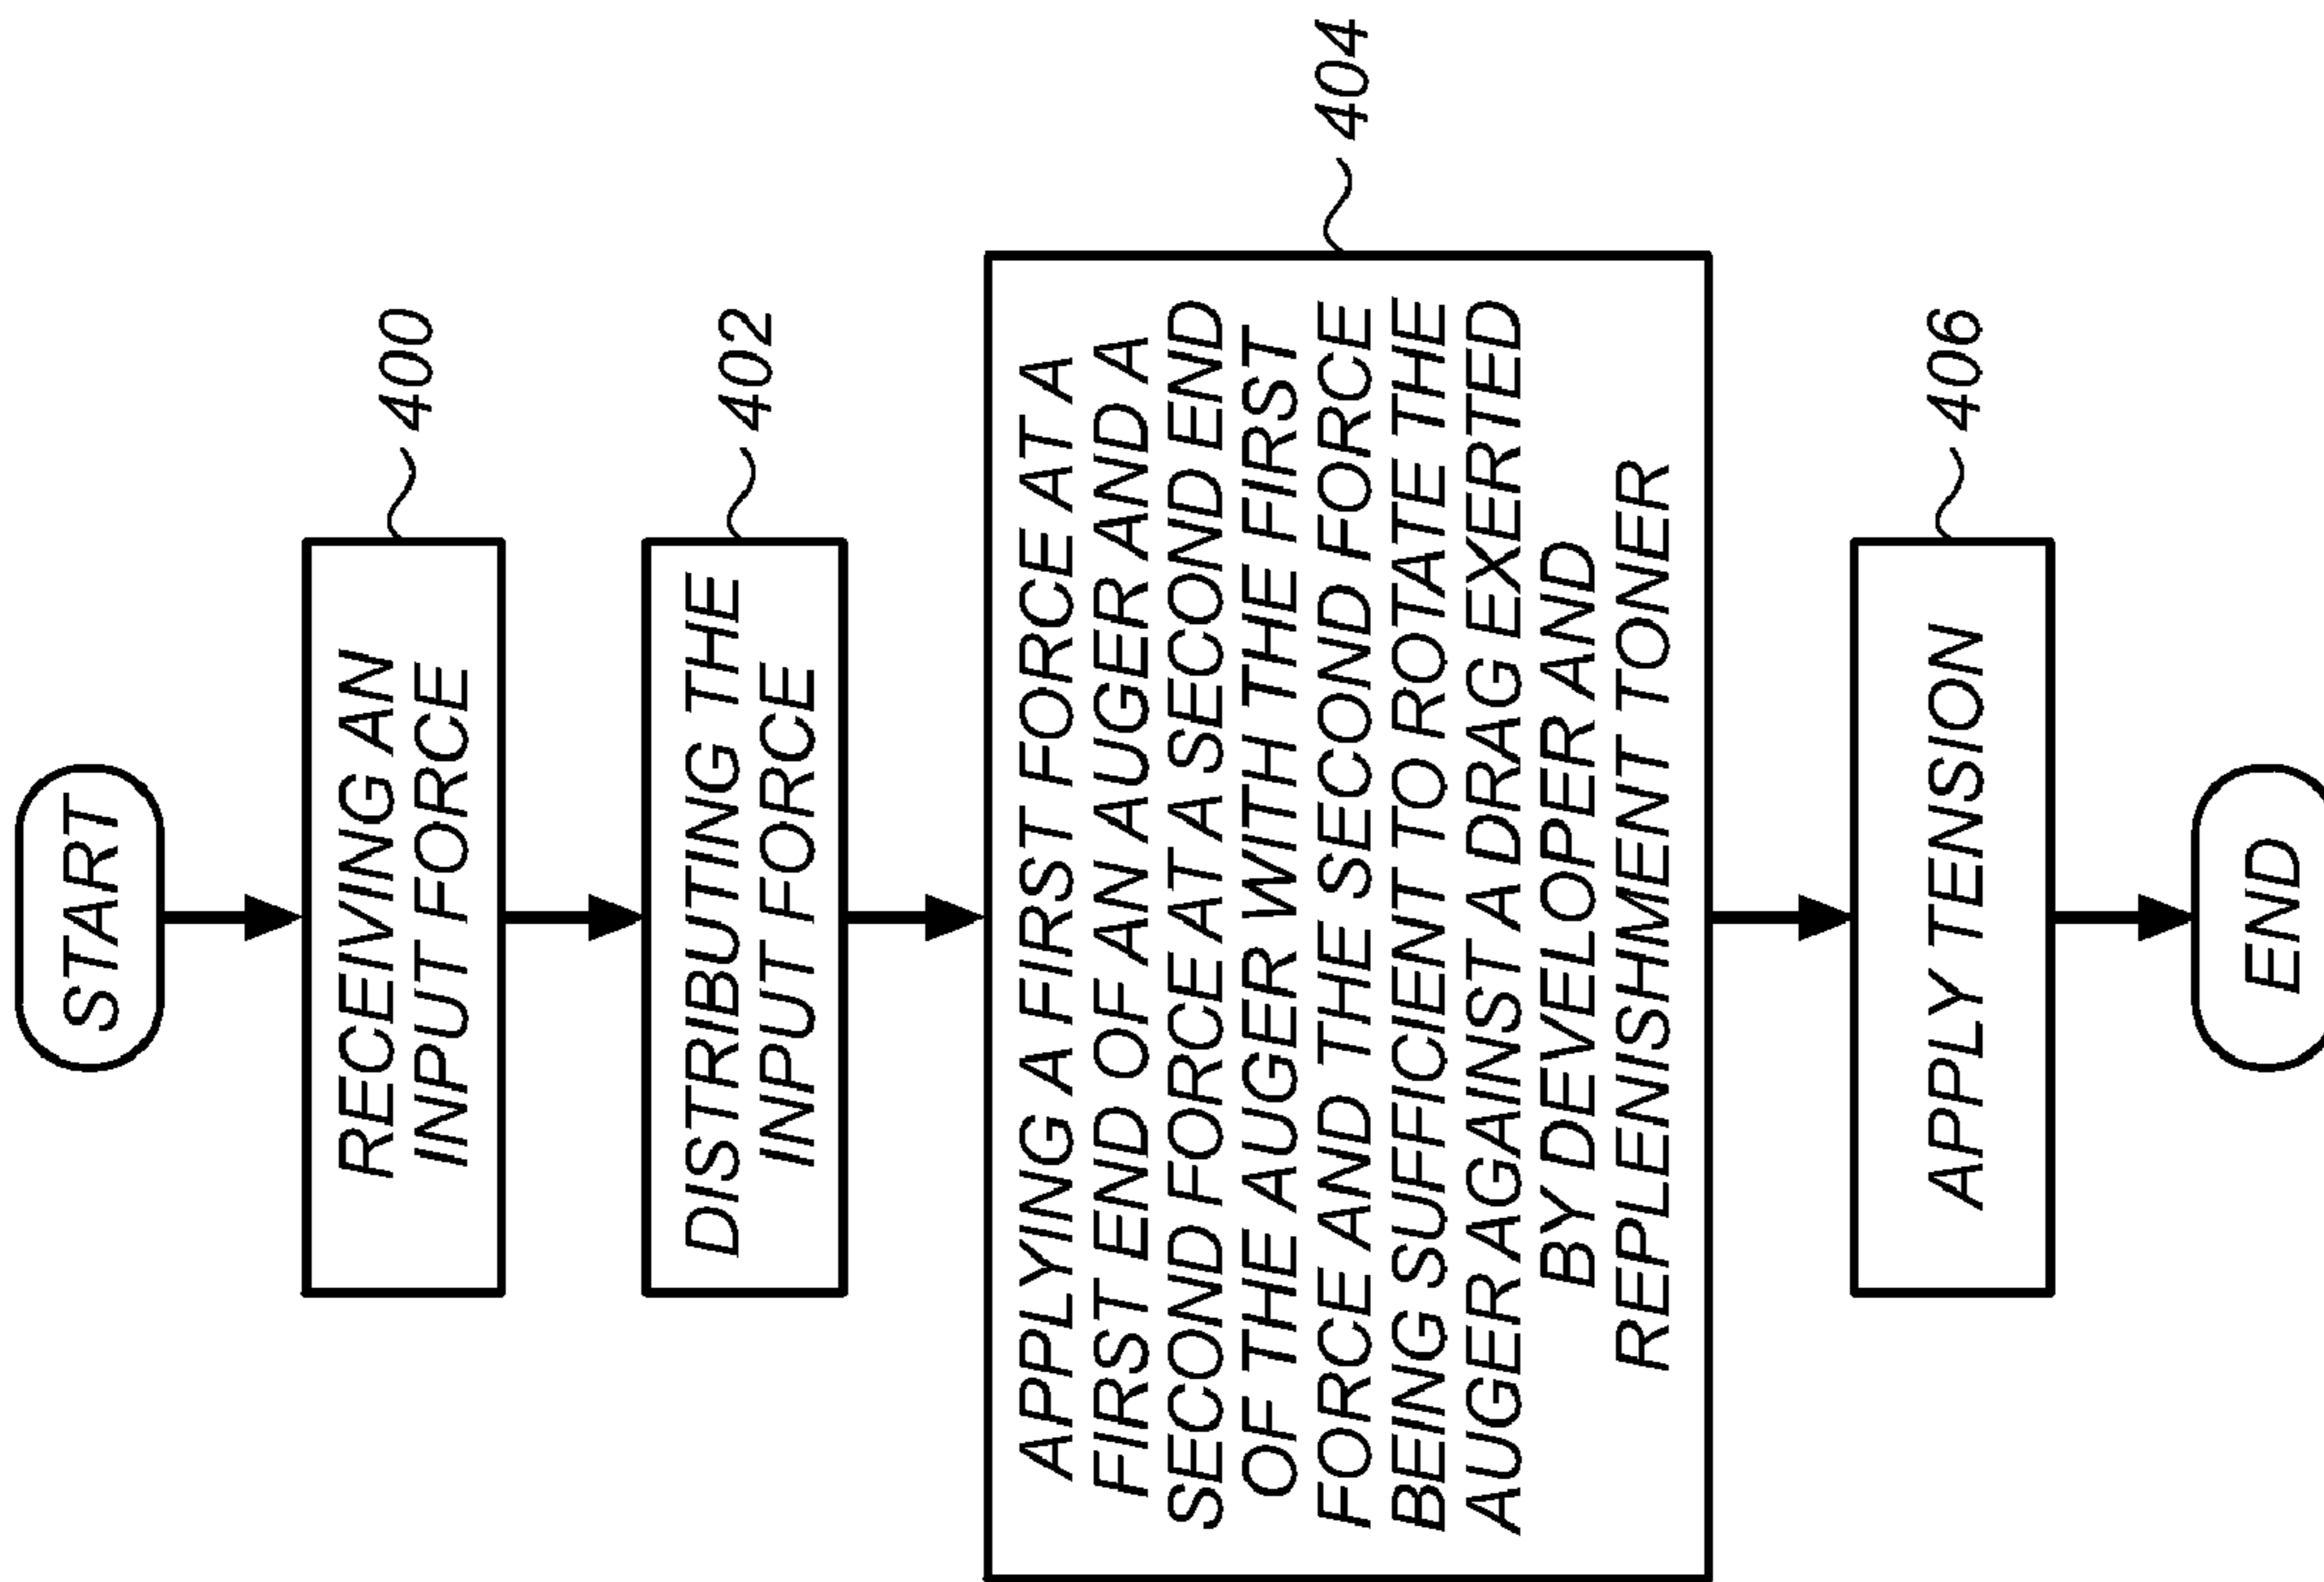 START
RECEIVING AN
INPUT FORCE
400
DISTRIBUTING THE
INPUT FORCE
402
APPLYING A FIRST FORCE AT A
FIRST END OF AN AUGER AND A
SECOND FORCE AT A SECOND END
OF THE AUGER WITH THE FIRST
FORCE AND THE SECOND FORCE
BEING SUFFICIENT TO ROTATE THE
AUGER AGAINST A DRAG EXERTED
BY DEVELOPER AND
REPLENISHMENT TONER
404
APPLY TENSION
406
END